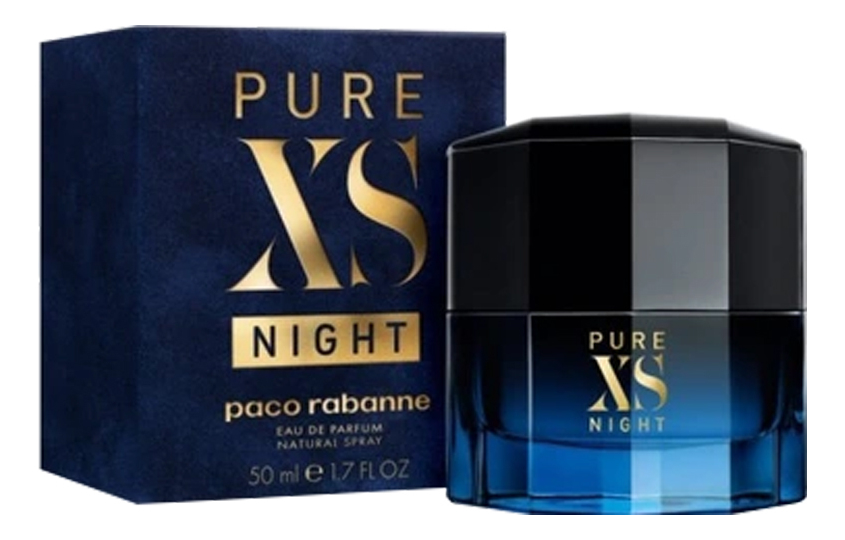 PURE
XS
NIGHT
paco rabanne
EAU DE PARFUM
NATURAL SPRAY
50 ml ℮ 1.7 FL OZ
PURE
XS
NIGHT